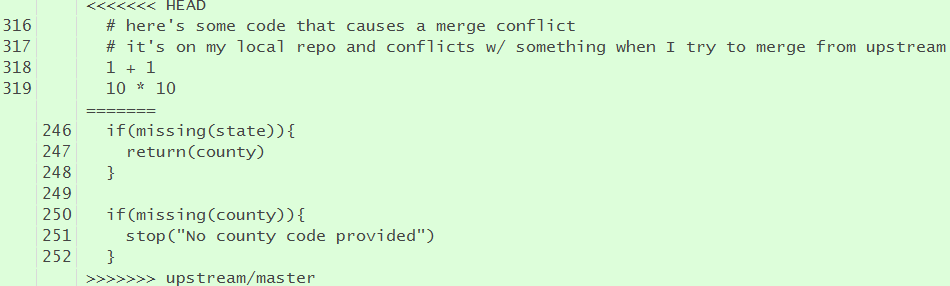 <<<<<<< HEAD
316 # here's some code that causes a merge conflict
317 # it's on my local repo and conflicts w/ something when I try to merge from upstream
318 1 + 1
319 10 * 10
=======
246 if(missing(state)){
247 return(county)
248 }
249
250 if(missing(county)){
251 stop("No county code provided")
252 }
>>>>>>> upstream/master